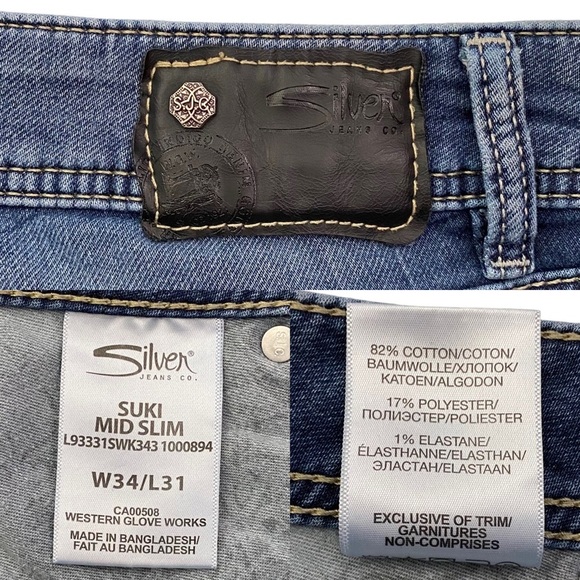 SJC
Silver®
JEANS CO.
Silver®
JEANS CO.
SUKI
MID SLIM
L93331SWK343 1000894
W34/L31
CA00508
WESTERN GLOVE WORKS
MADE IN BANGLADESH/
FAIT AU BANGLADESH
82% COTTON/COTON/
BAUMWOLLE/ХЛОПОК/
KATOEN/ALGODON
17% POLYESTER/
ПОЛИЭСТЕР/POLIESTER
1% ELASTANE/
ÉLASTHANNE/ELASTHAN/
ЭЛАСТАН/ELASTAAN
EXCLUSIVE OF TRIM/
GARNITURES
NON-COMPRISES